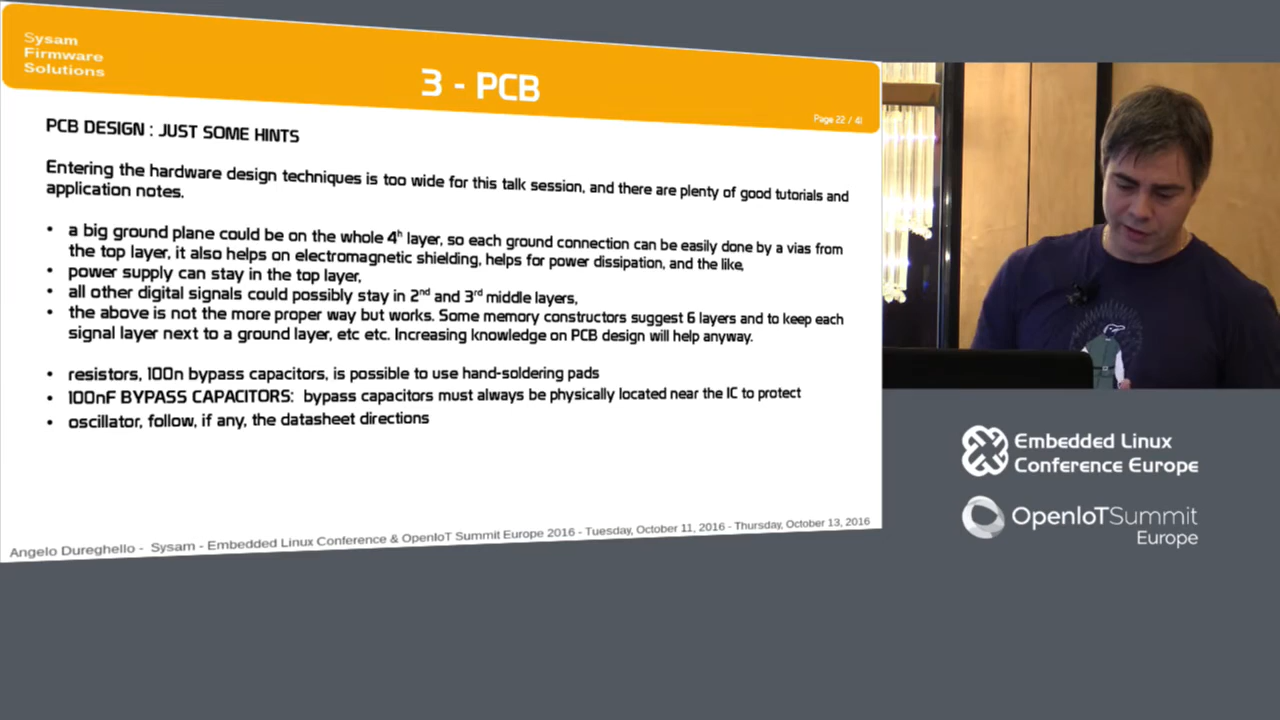 Sysam
Firmware
Solutions
3 - PCB
Page 22 / 41
PCB DESIGN : JUST SOME HINTS
Entering the hardware design techniques is too wide for this talk session, and there are plenty of good tutorials and
application notes.
• a big ground plane could be on the whole 4h layer, so each ground connection can be easily done by a vias from
the top layer, it also helps on electromagnetic shielding, helps for power dissipation, and the like,
• power supply can stay in the top layer,
• all other digital signals could possibly stay in 2nd and 3rd middle layers,
• the above is not the more proper way but works. Some memory constructors suggest 6 layers and to keep each
signal layer next to a ground layer, etc etc. Increasing knowledge on PCB design will help anyway.
• resistors, 100n bypass capacitors, is possible to use hand-soldering pads
• 100nF BYPASS CAPACITORS: bypass capacitors must always be physically located near the IC to protect
• oscillator, follow, if any, the datasheet directions
Angelo Dureghello - Sysam - Embedded Linux Conference & OpenIoT Summit Europe 2016 - Tuesday, October 11, 2016 - Thursday, October 13, 2016
Embedded Linux
Conference Europe
OpenIoTSummit
Europe